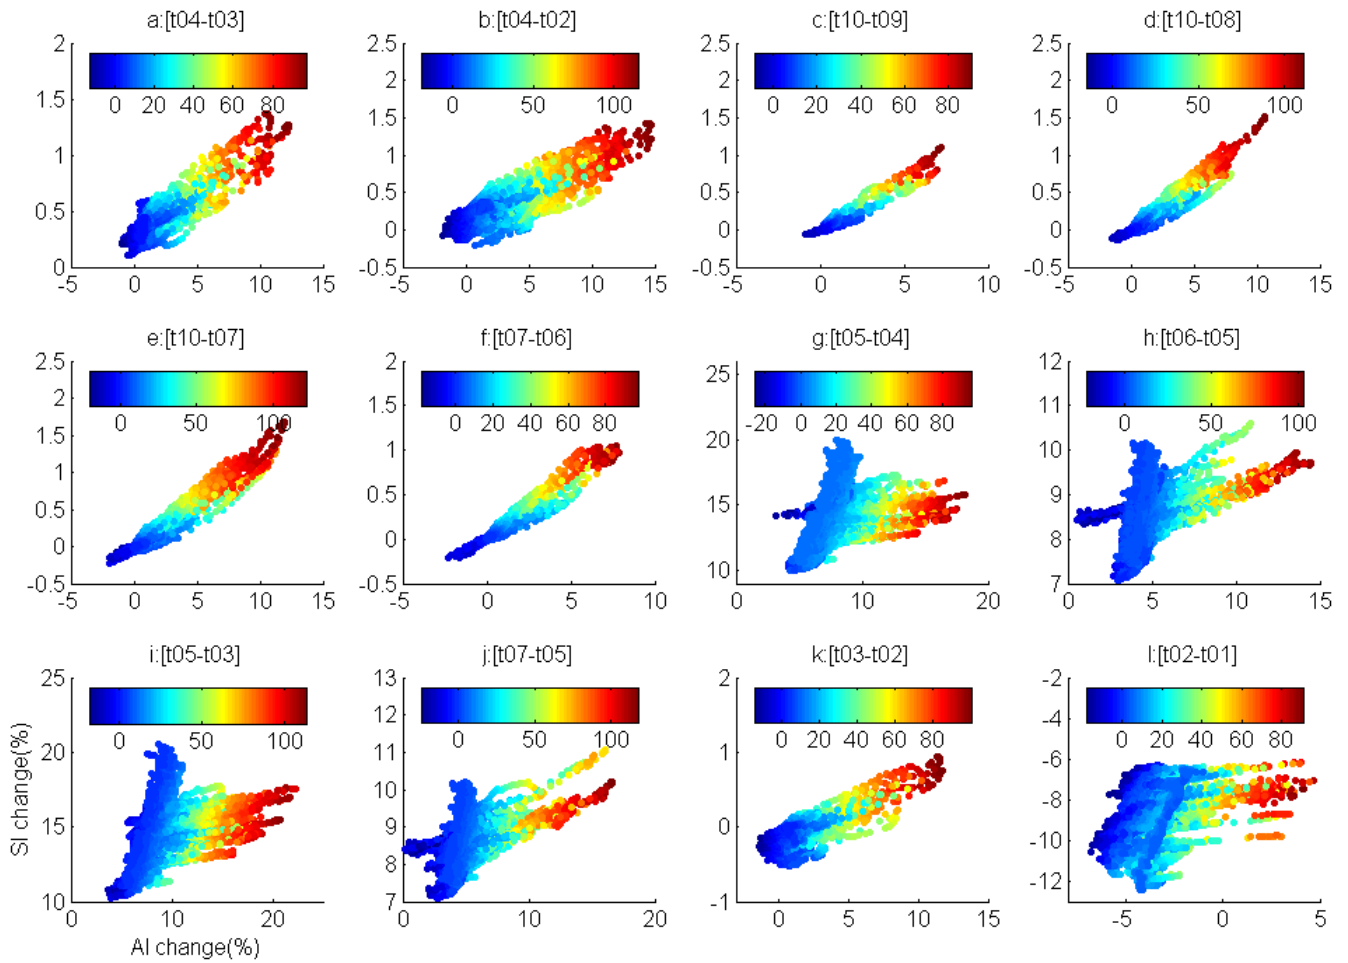 a:[t04-t03] b:[t04-t02] c:[t10-t09] d:[t10-t08]
2 2.5 2.5 2.5
0 20 40 60 80 0 50 100 0 20 40 60 80 0 50 100
1.5 2 2 2
1.5 1.5 1.5
1 1 1 1
0.5 0.5 0.5 0.5
0 0 0
0 -0.5 -0.5 -0.5
-5 0 5 10 15 -5 0 5 10 15 -5 0 5 10 -5 0 5 10 15
e:[t10-t07] f:[t07-t06] g:[t05-t04] h:[t06-t05]
2.5 2 25 12
2 1.5 11
0 50 100 0 20 40 60 80 -20 0 20 40 60 80 0 50 100
1.5 1 20 10
1 0.5 9
0.5 0 15 8
0
-0.5 -0.5 10 7
-5 0 5 10 15 -5 0 5 10 0 10 20 0 5 10 15
i:[t05-t03] j:[t07-t05] k:[t03-t02] l:[t02-t01]
25 13 2 -2
12 -4
0 50 100 0 50 100 0 20 40 60 80 0 20 40 60 80
20 11 1 -6
10 -8
15 9 0 -10
8 -12
10 7 -1
0 10 20 0 10 20 -5 0 5 10 15 -5 0 5
SI change(%)
AI change(%)